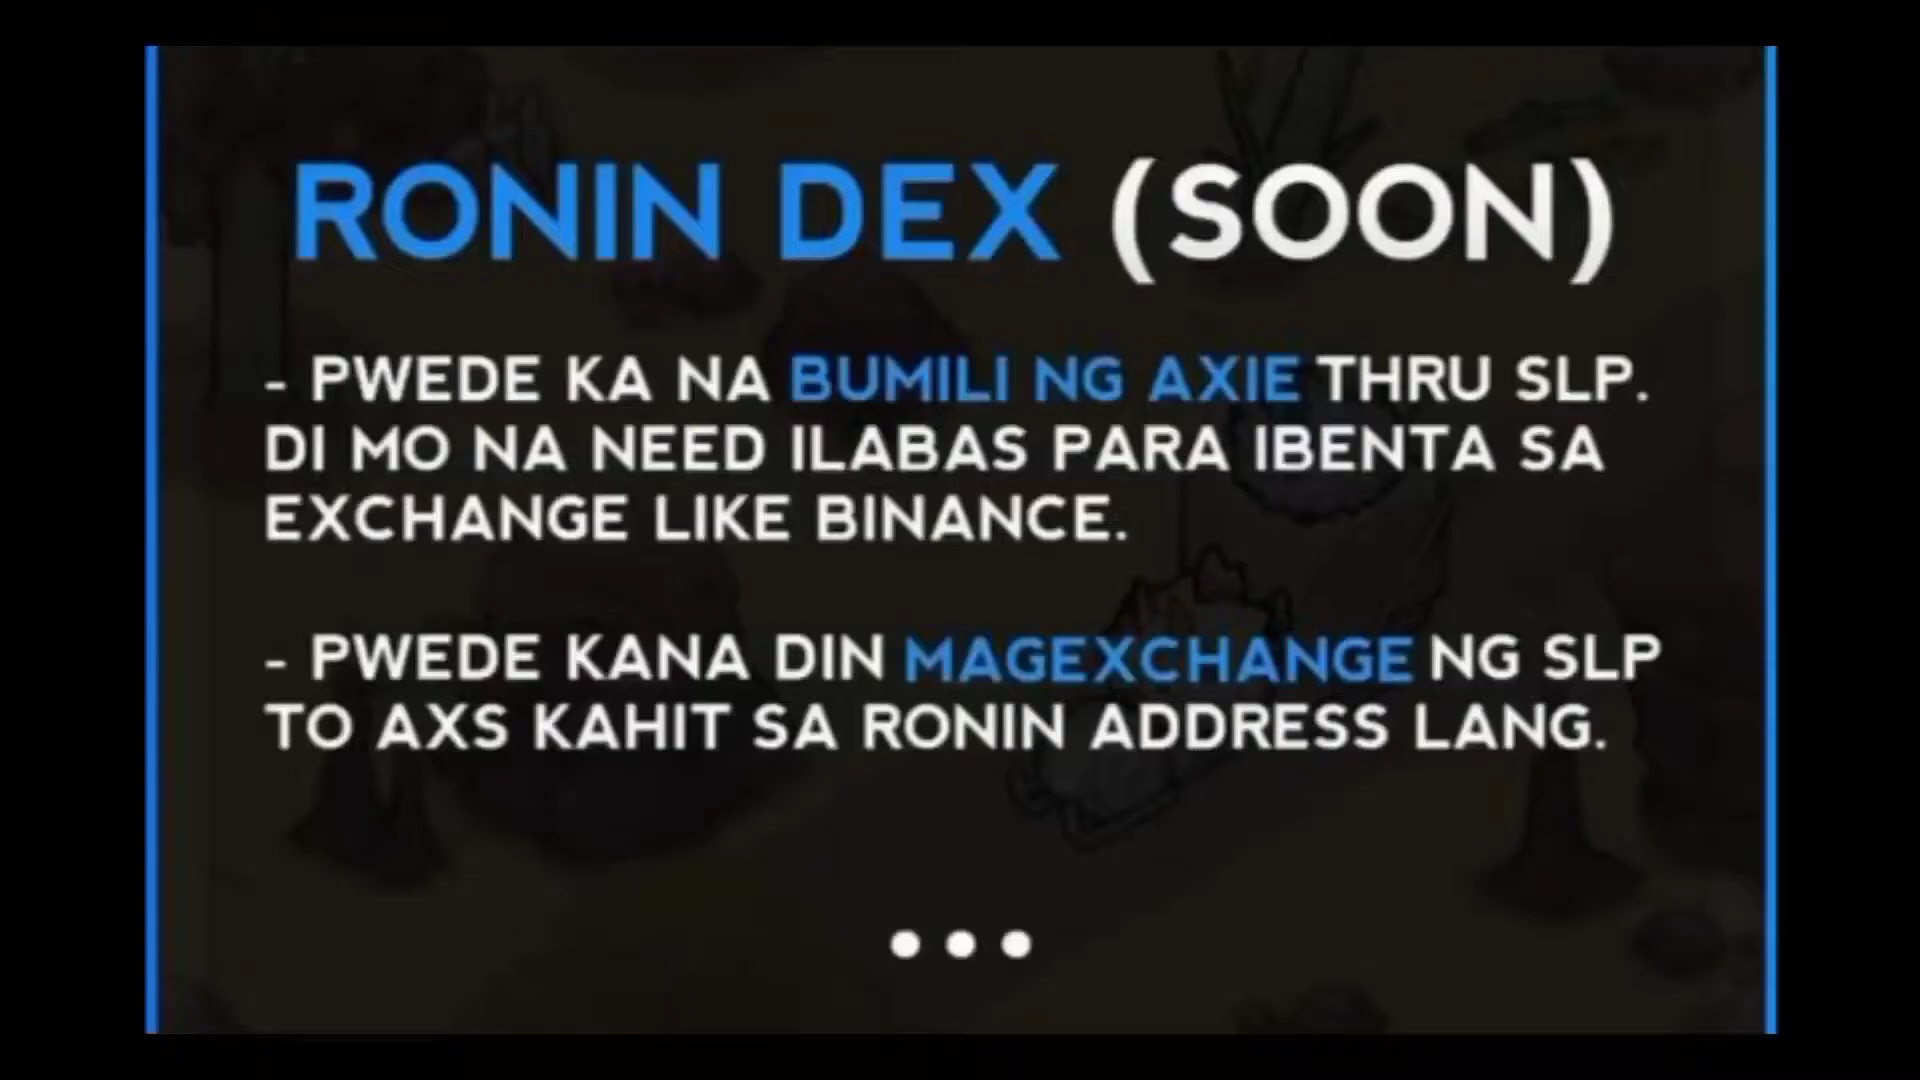 RONIN DEX (SOON)
- PWEDE KA NA BUMILI NG AXIE THRU SLP.
DI MO NA NEED ILABAS PARA IBENTA SA
EXCHANGE LIKE BINANCE.
- PWEDE KANA DIN MAGEXCHANGE NG SLP
TO AXS KAHIT SA RONIN ADDRESS LANG.